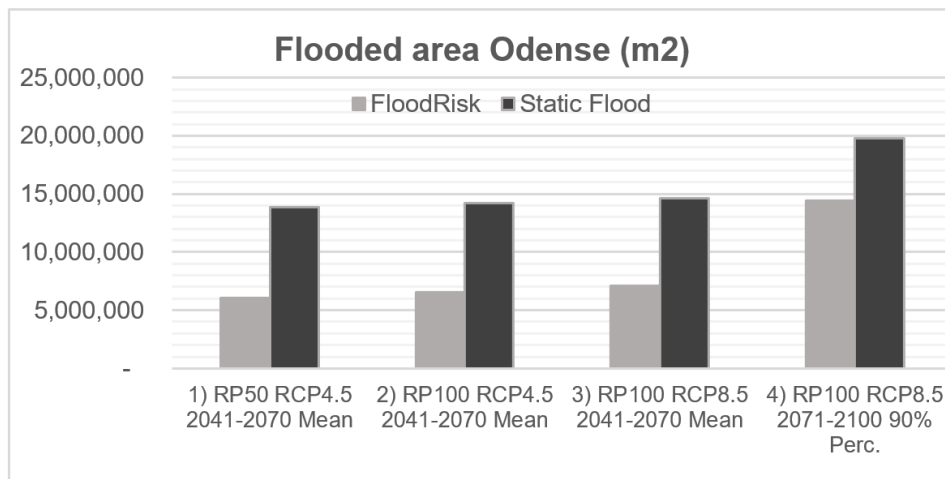 Flooded area Odense (m2)
25,000,000
FloodRisk Static Flood
20,000,000
15,000,000
10,000,000
5,000,000
-
1) RP50 RCP4.5 2) RP100 RCP4.5 3) RP100 RCP8.5 4) RP100 RCP8.5
2041-2070 Mean 2041-2070 Mean 2041-2070 Mean 2071-2100 90%
Perc.